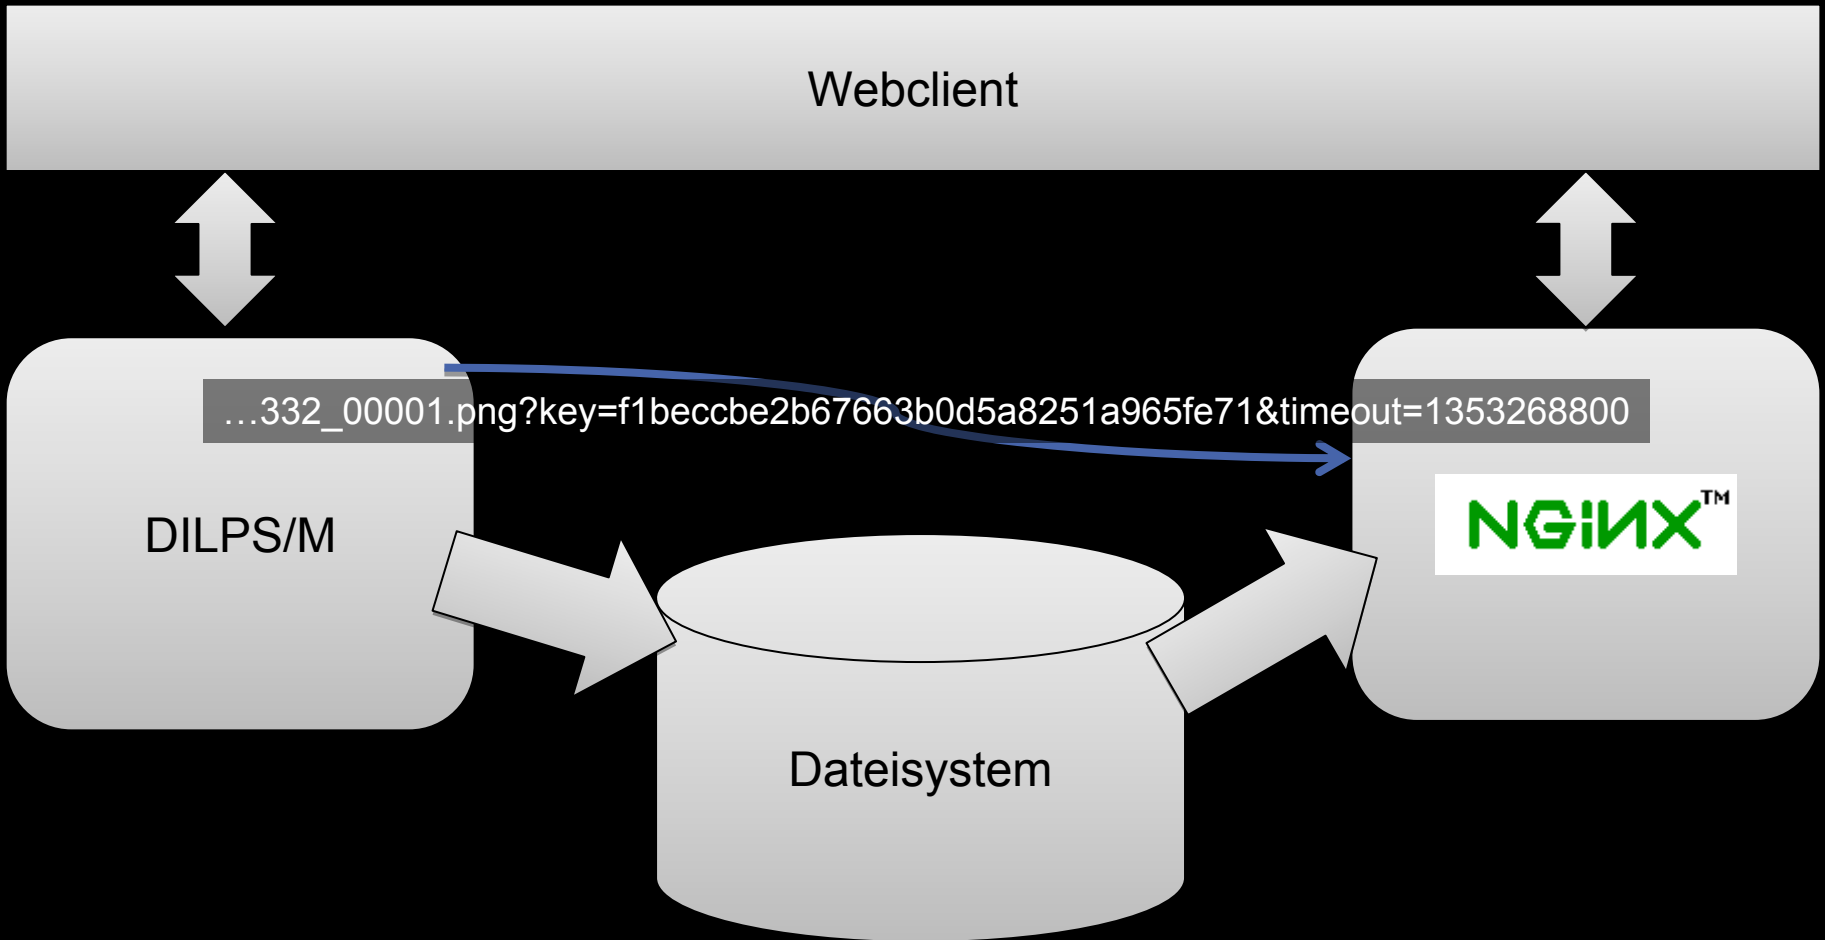 Webclient
…332_00001.png?key=f1beccbe2b67663b0d5a8251a965fe71&timeout=1353268800
DILPS/M
NGiNX™
Dateisystem